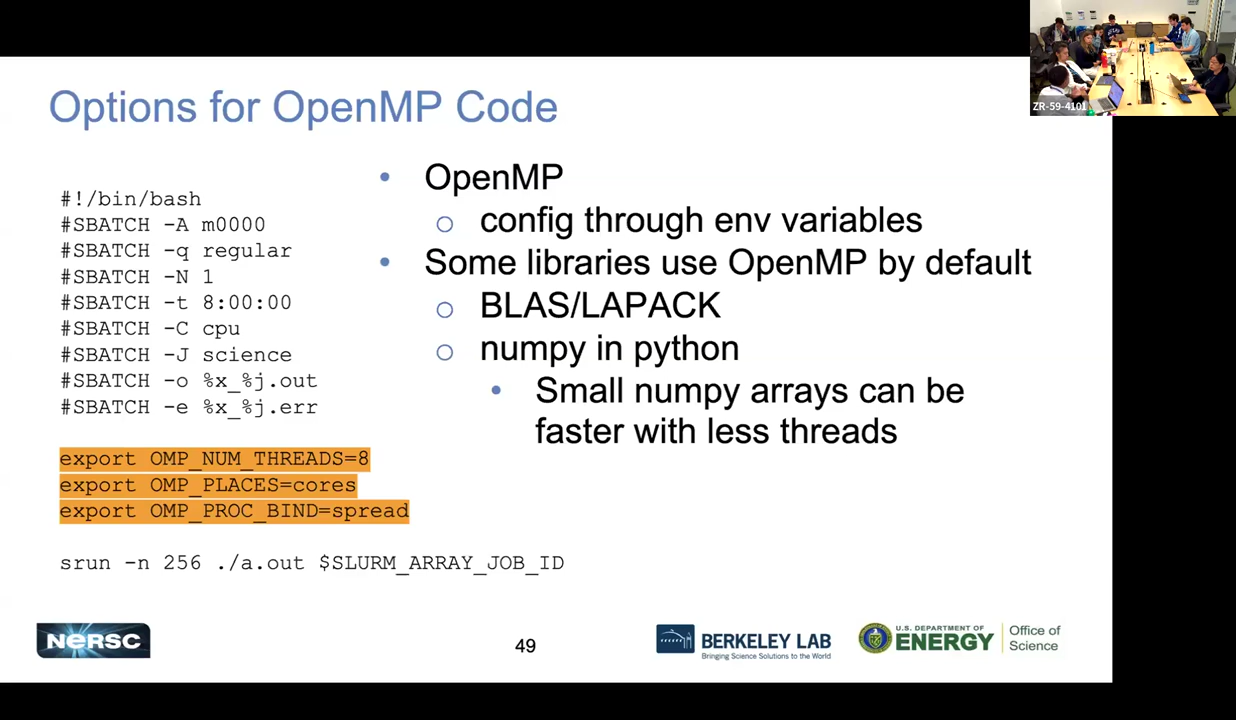 ZR-59-4101
Options for OpenMP Code
#!/bin/bash
#SBATCH -A m0000
#SBATCH -q regular
#SBATCH -N 1
#SBATCH -t 8:00:00
#SBATCH -C cpu
#SBATCH -J science
#SBATCH -o %x_%j.out
#SBATCH -e %x_%j.err
export OMP_NUM_THREADS=8
export OMP_PLACES=cores
export OMP_PROC_BIND=spread
srun -n 256 ./a.out $SLURM_ARRAY_JOB_ID
• OpenMP
○ config through env variables
• Some libraries use OpenMP by default
○ BLAS/LAPACK
○ numpy in python
• Small numpy arrays can be
faster with less threads
NERSC
49
BERKELEY LAB
Bringing Science Solutions to the World
U.S. DEPARTMENT OF
ENERGY
Office of
Science